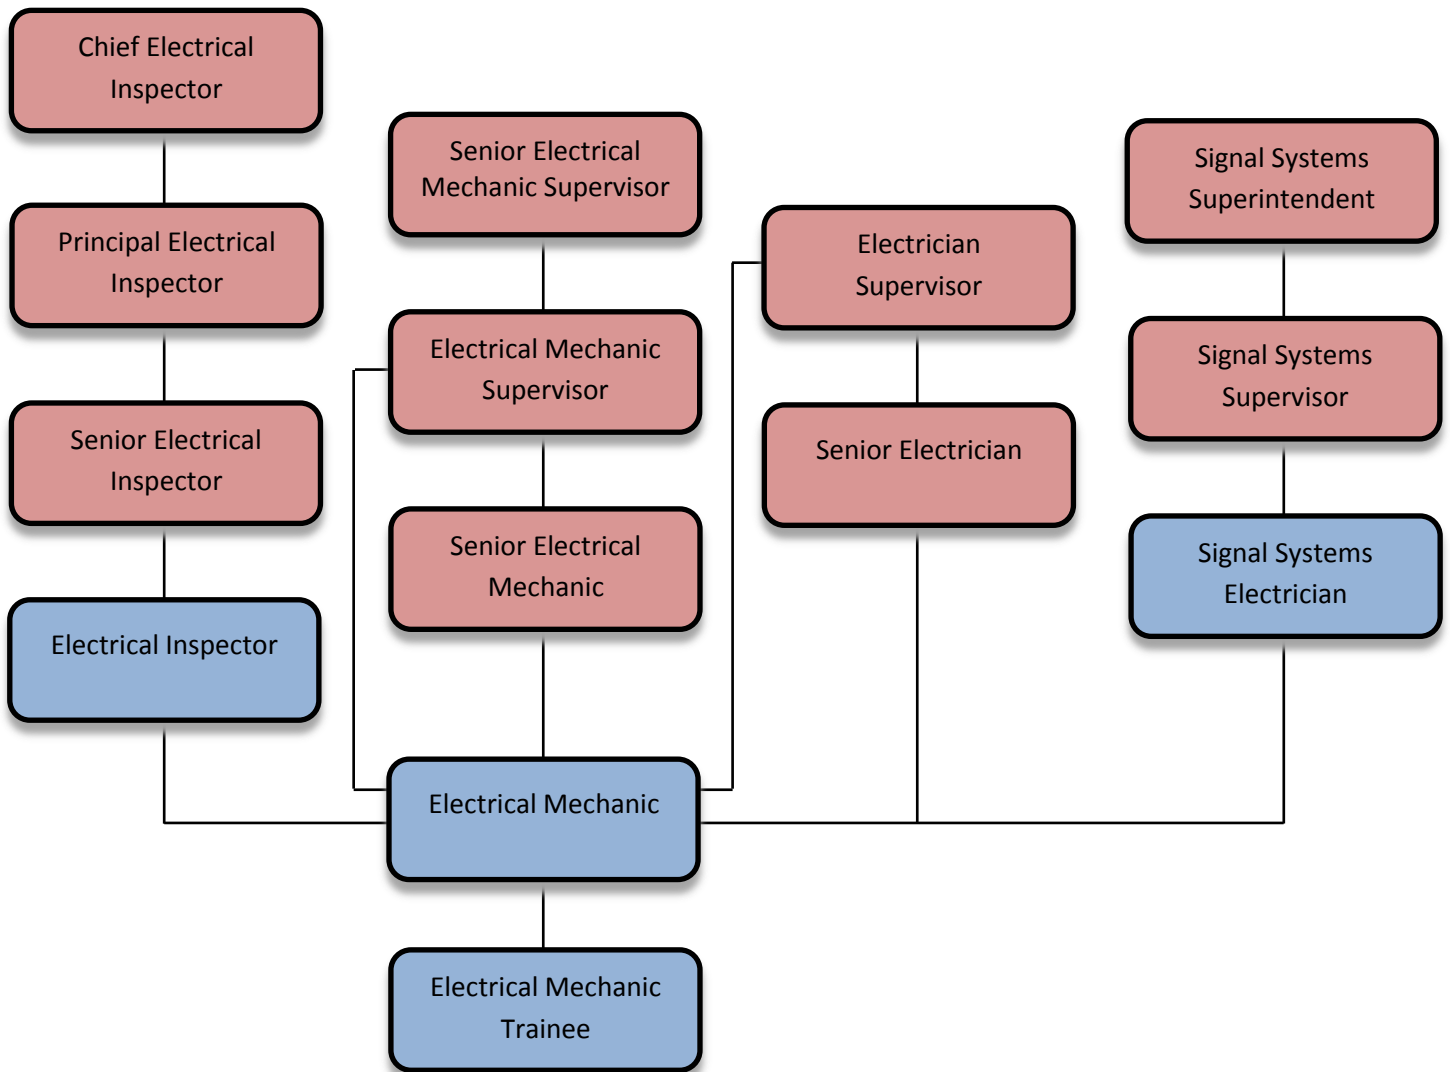 Chief Electrical
Inspector
Principal Electrical
Inspector
Senior Electrical
Inspector
Electrical Inspector
Senior Electrical
Mechanic Supervisor
Electrical Mechanic
Supervisor
Senior Electrical
Mechanic
Electrical Mechanic
Electrical Mechanic
Trainee
Electrician
Supervisor
Senior Electrician
Signal Systems
Superintendent
Signal Systems
Supervisor
Signal Systems
Electrician